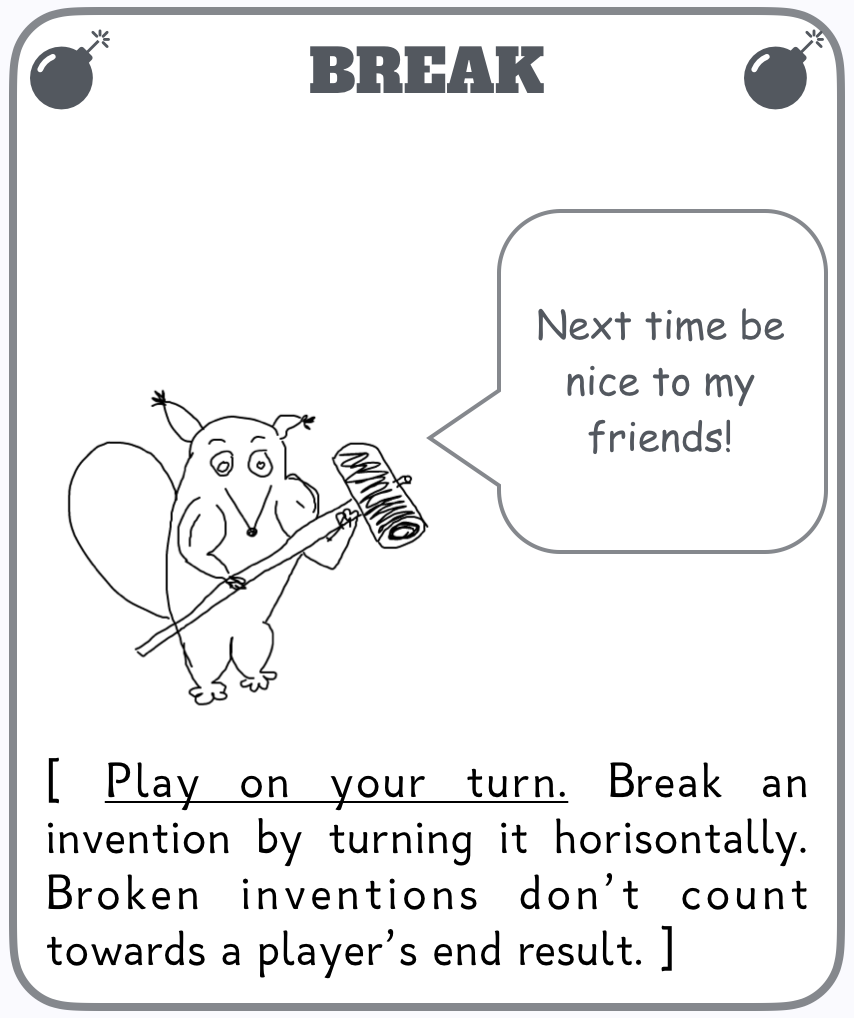 BREAK
Next time be
nice to my
friends!
[ Play on your turn. Break an
invention by turning it horisontally.
Broken inventions don’t count
towards a player’s end result. ]